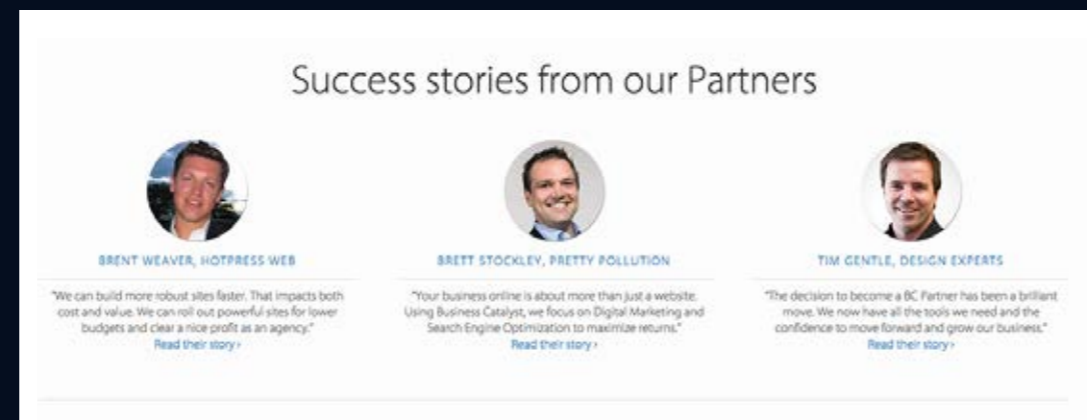 Success stories from our Partners
BRENT WEAVER, HOTPRESS WEB
"We can build more robust sites faster. That impacts both
cost and value. We can roll out powerful sites for lower
budgets and clear a nice profit as an agency."
Read their story ›
BRETT STOCKLEY, PRETTY POLLUTION
"Your business online is about more than just a website.
Using Business Catalyst, we focus on Digital Marketing and
Search Engine Optimization to maximize returns."
Read their story ›
TIM GENTLE, DESIGN EXPERTS
"The decision to become a BC Partner has been a brilliant
move. We now have all the tools we need and the
confidence to move forward and grow our business."
Read their story ›